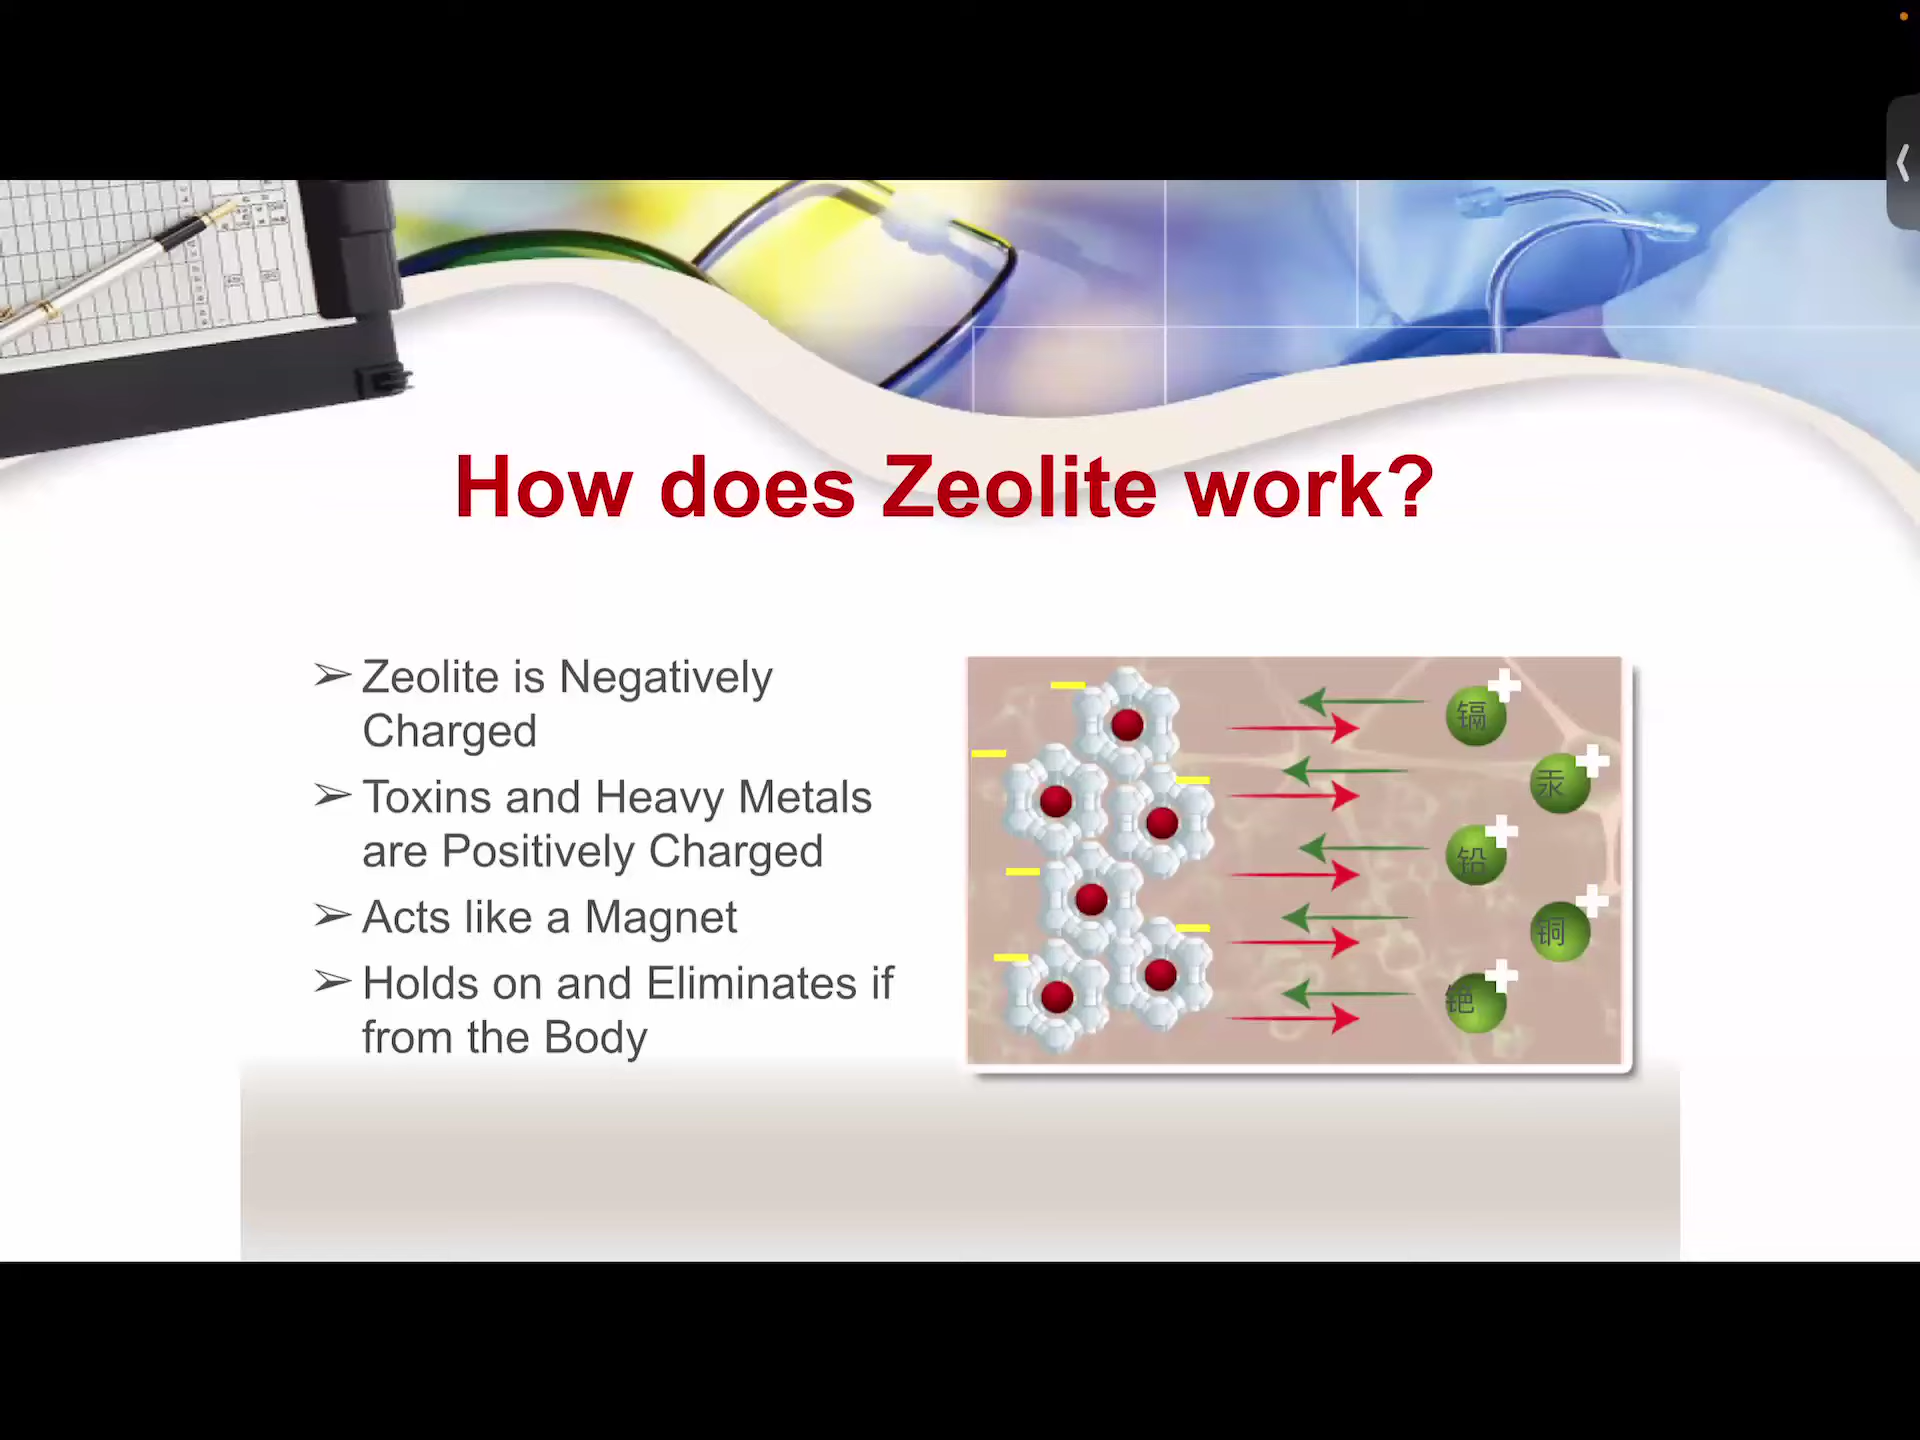 How does Zeolite work?
➢ Zeolite is Negatively
Charged
➢ Toxins and Heavy Metals
are Positively Charged
➢ Acts like a Magnet
➢ Holds on and Eliminates if
from the Body
镉
汞
铅
铜
铯